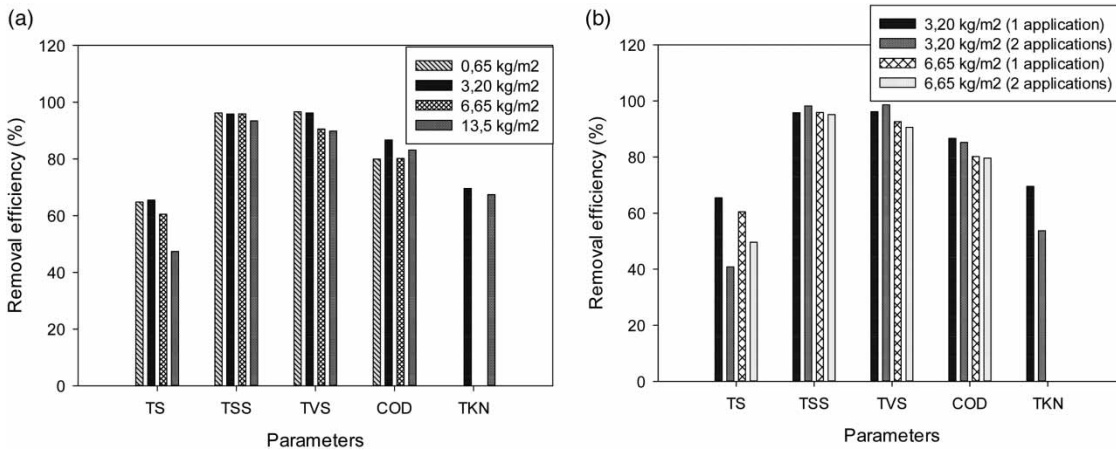 (a)
120
100
80
60
40
20
0
Removal efficiency (%)
0,65 kg/m2
3,20 kg/m2
6,65 kg/m2
13,5 kg/m2
TS TSS TVS COD TKN
Parameters
(b)
120
100
80
60
40
20
0
Removal efficiency (%)
3,20 kg/m2 (1 application)
3,20 kg/m2 (2 applications)
6,65 kg/m2 (1 application)
6,65 kg/m2 (2 applications)
TS TSS TVS COD TKN
Parameters